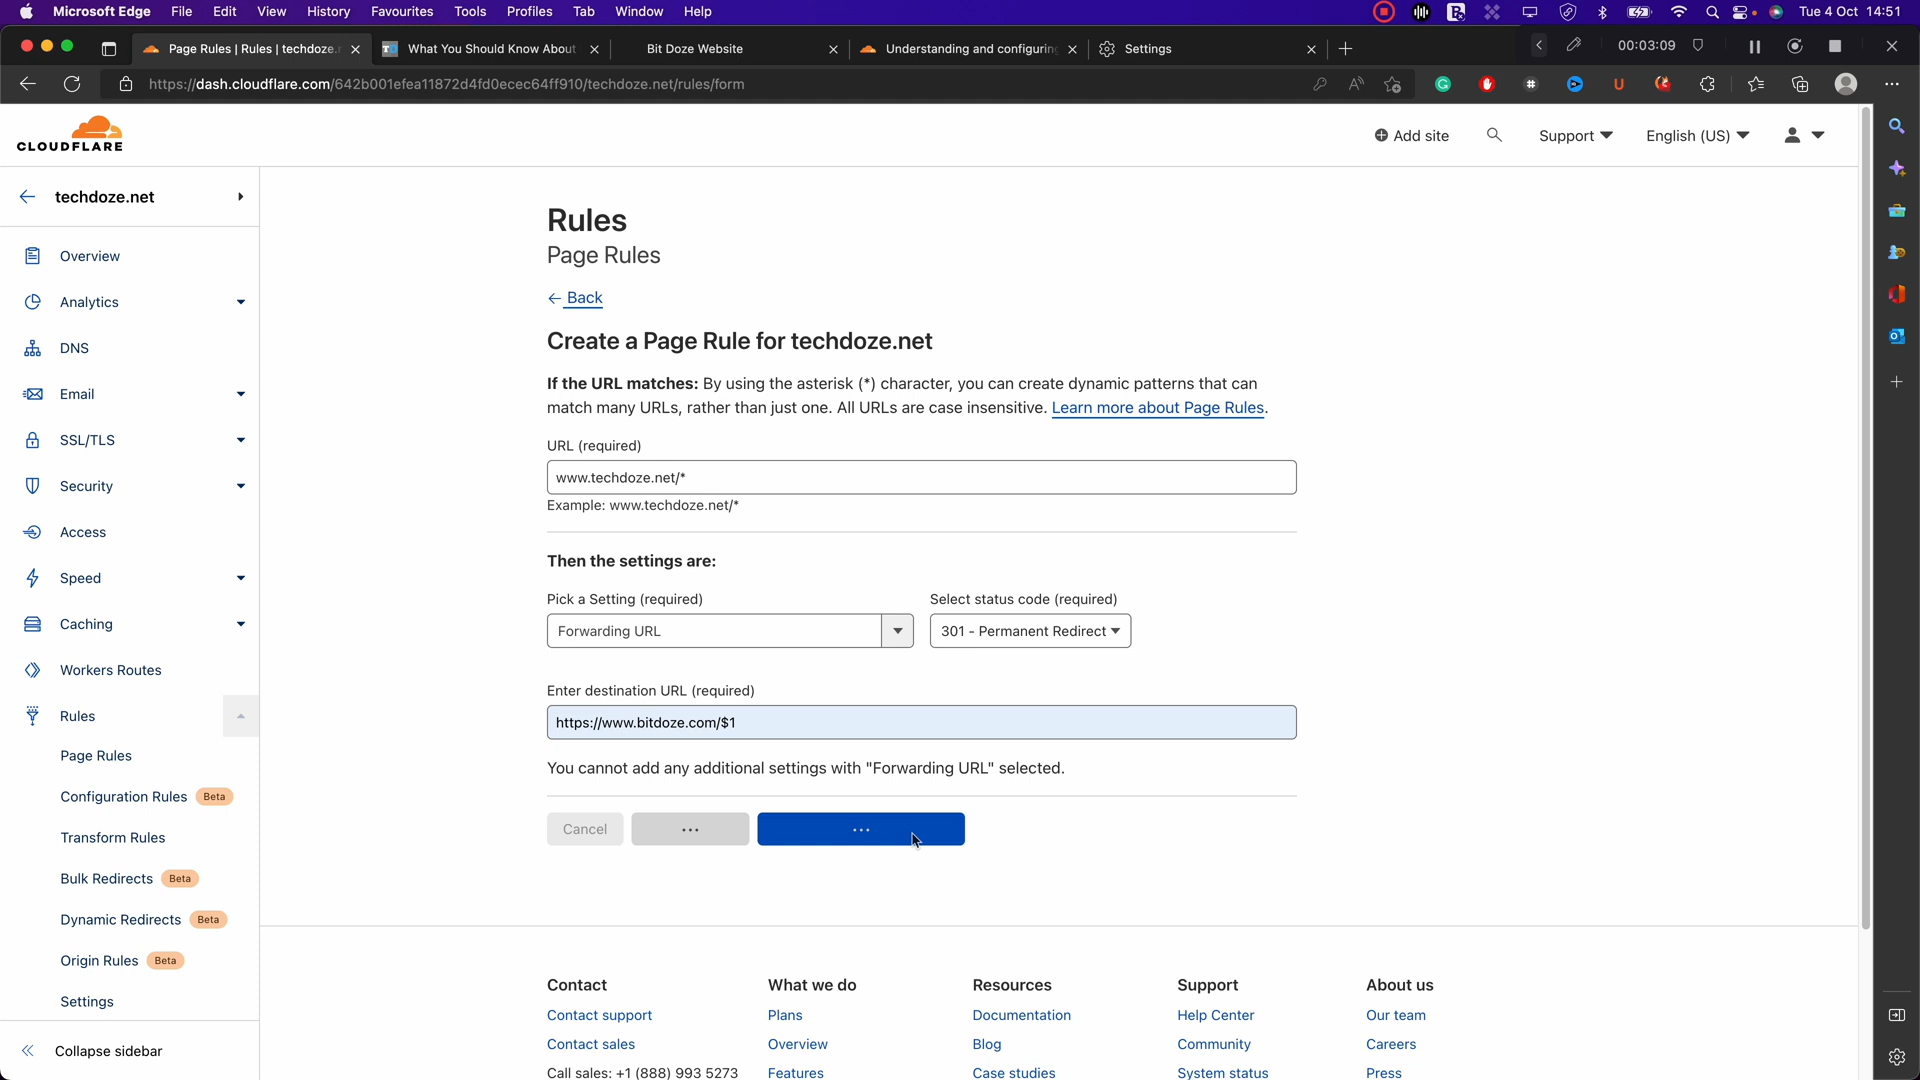 Microsoft Edge File Edit View History Favourites Tools Profiles Tab Window Help Tue 4 Oct 14:51
Page Rules | Rules | techdoze.n What You Should Know About Bit Doze Website Understanding and configuring Settings 00:03:09
https://dash.cloudflare.com/642b001efea11872d4fd0ecec64ff910/techdoze.net/rules/form
CLOUDFLARE
Add site Support English (US)
techdoze.net
Overview
Analytics
DNS
Email
SSL/TLS
Security
Access
Speed
Caching
Workers Routes
Rules
Page Rules
Configuration Rules Beta
Transform Rules
Bulk Redirects Beta
Dynamic Redirects Beta
Origin Rules Beta
Settings
Collapse sidebar
Rules
Page Rules
← Back
Create a Page Rule for techdoze.net
If the URL matches: By using the asterisk (*) character, you can create dynamic patterns that can
match many URLs, rather than just one. All URLs are case insensitive. Learn more about Page Rules.
URL (required)
www.techdoze.net/*
Example: www.techdoze.net/*
Then the settings are:
Pick a Setting (required) Select status code (required)
Forwarding URL 301 - Permanent Redirect
Enter destination URL (required)
https://www.bitdoze.com/$1
You cannot add any additional settings with "Forwarding URL" selected.
Cancel ... ...
Contact What we do Resources Support About us
Contact support Plans Documentation Help Center Our team
Contact sales Overview Blog Community Careers
Call sales: +1 (888) 993 5273 Features Case studies System status Press